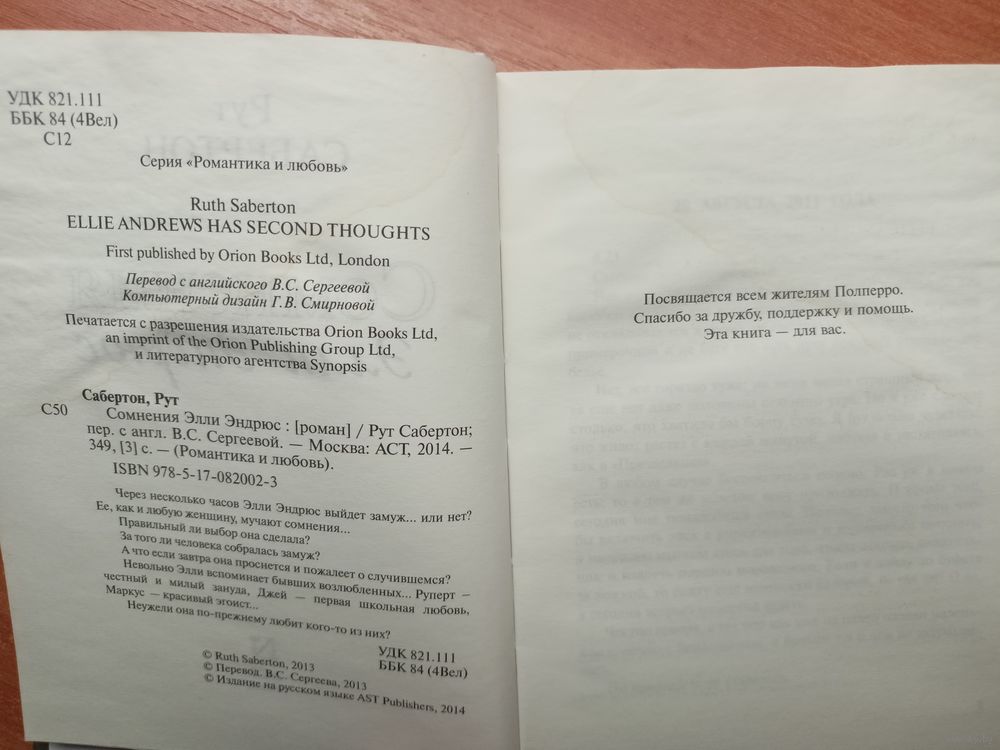 УДК 821.111
ББК 84 (4Вел)
С12
Серия «Романтика и любовь»
Ruth Saberton
ELLIE ANDREWS HAS SECOND THOUGHTS
First published by Orion Books Ltd, London
Перевод с английского В.С. Сергеевой
Компьютерный дизайн Г.В. Смирновой
Печатается с разрешения издательства Orion Books Ltd,
an imprint of the Orion Publishing Group Ltd,
и литературного агентства Synopsis
Сабертон, Рут
С50
Сомнения Элли Эндрюс : [роман] / Рут Сабертон;
пер. с англ. В.С. Сергеевой. — Москва: АСТ, 2014. —
349, [3] с. — (Романтика и любовь).
ISBN 978-5-17-082002-3
Через несколько часов Элли Эндрюс выйдет замуж... или нет?
Ее, как и любую женщину, мучают сомнения...
Правильный ли выбор она сделала?
За того ли человека собралась замуж?
А что если завтра она проснется и пожалеет о случившемся?
Невольно Элли вспоминает бывших возлюбленных... Руперт –
честный и милый зануда, Джей — первая школьная любовь,
Маркус — красивый эгоист...
Неужели она по-прежнему любит кого-то из них?
УДК 821.111
ББК 84 (4Вел)
© Ruth Saberton, 2013
© Перевод. В.С. Сергеева, 2013
© Издание на русском языке AST Publishers, 2014
Посвящается всем жителям Полперро.
Спасибо за дружбу, поддержку и помощь.
Эта книга — для вас.